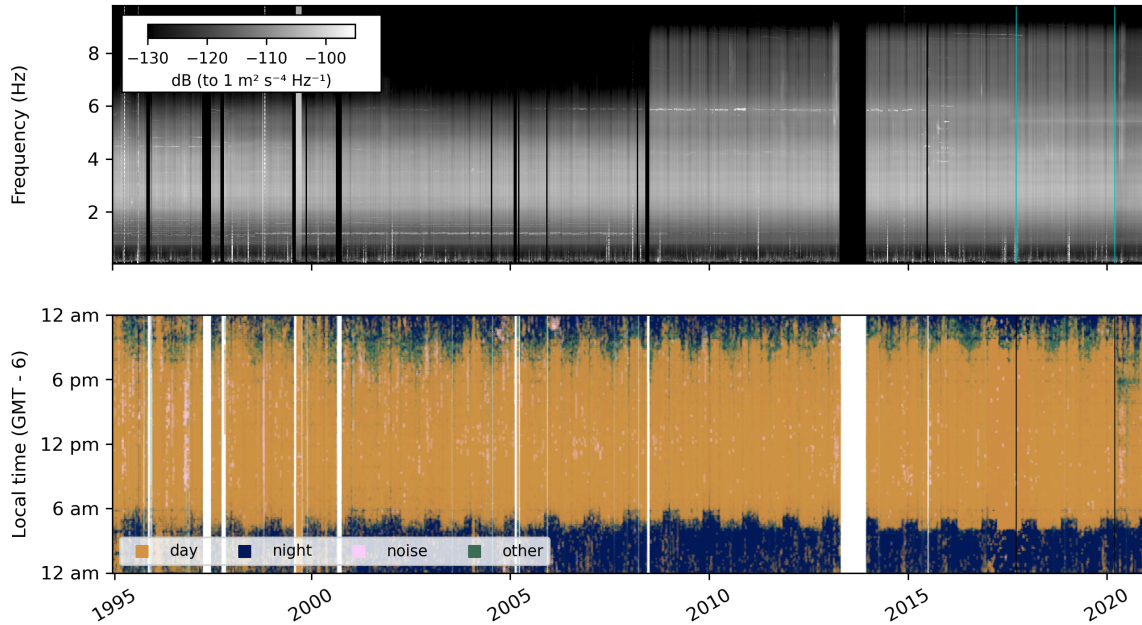 8
6
4
2
Frequency (Hz)
−130 −120 −110 −100
dB (to 1 m² s⁻⁴ Hz⁻¹)
12 am
6 pm
12 pm
6 am
12 am
Local time (GMT - 6)
day night noise other
1995 2000 2005 2010 2015 2020